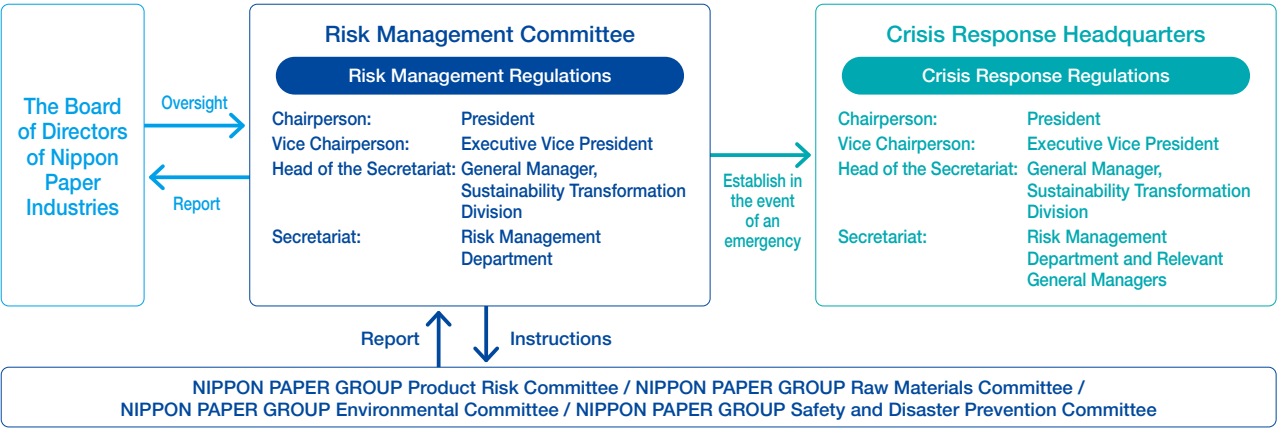 The Board
of Directors
of Nippon
Paper
Industries
Oversight
Report
Risk Management Committee
Risk Management Regulations
Chairperson: President
Vice Chairperson: Executive Vice President
Head of the Secretariat: General Manager,
Sustainability Transformation
Division
Secretariat: Risk Management
Department
Establish in
the event
of an
emergency
Crisis Response Headquarters
Crisis Response Regulations
Chairperson: President
Vice Chairperson: Executive Vice President
Head of the Secretariat: General Manager,
Sustainability Transformation
Division
Secretariat: Risk Management
Department and Relevant
General Managers
Report
Instructions
NIPPON PAPER GROUP Product Risk Committee / NIPPON PAPER GROUP Raw Materials Committee /
NIPPON PAPER GROUP Environmental Committee / NIPPON PAPER GROUP Safety and Disaster Prevention Committee